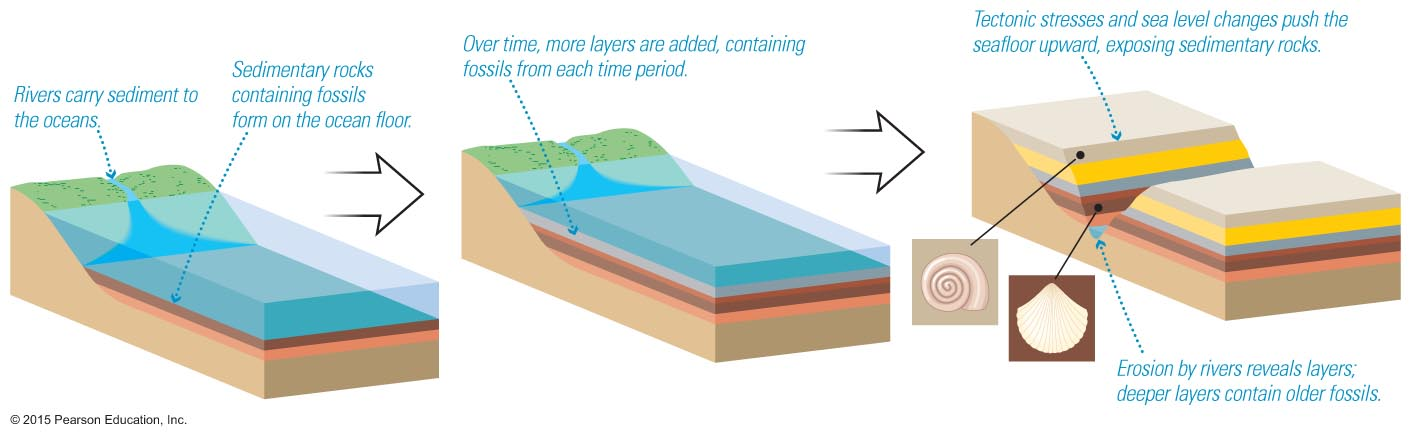 Rivers carry sediment to
the oceans.
Sedimentary rocks
containing fossils
form on the ocean floor.
Over time, more layers are added, containing
fossils from each time period.
Tectonic stresses and sea level changes push the
seafloor upward, exposing sedimentary rocks.
Erosion by rivers reveals layers;
deeper layers contain older fossils.
© 2015 Pearson Education, Inc.